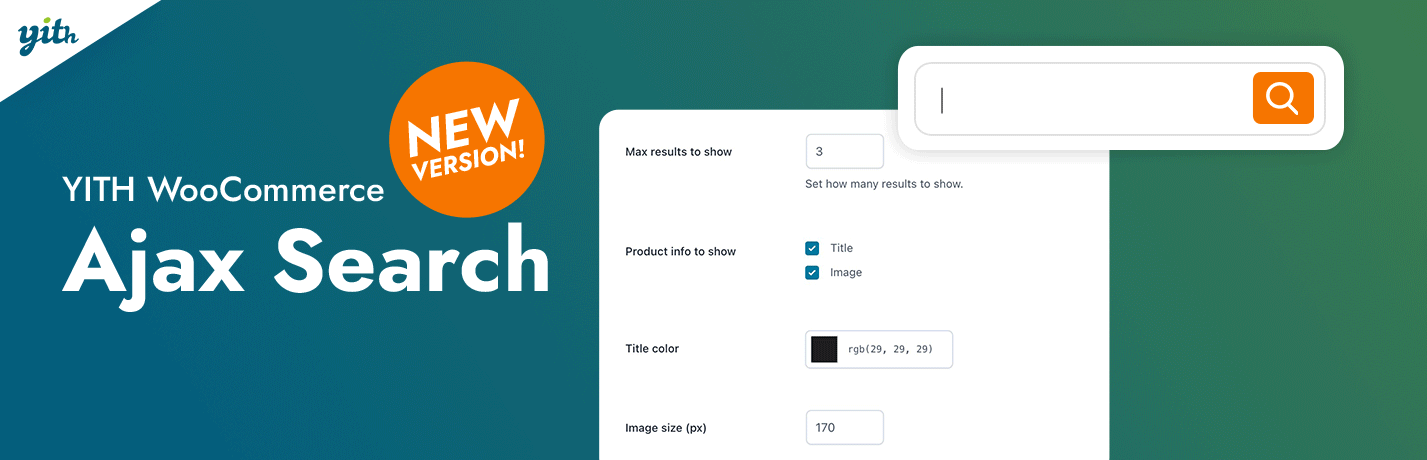 yith
NEW
VERSION!
YITH WooCommerce
Ajax Search
Max results to show
3
Set how many results to show.
Product info to show
Title
Image
Title color
rgb(29, 29, 29)
Image size (px)
170